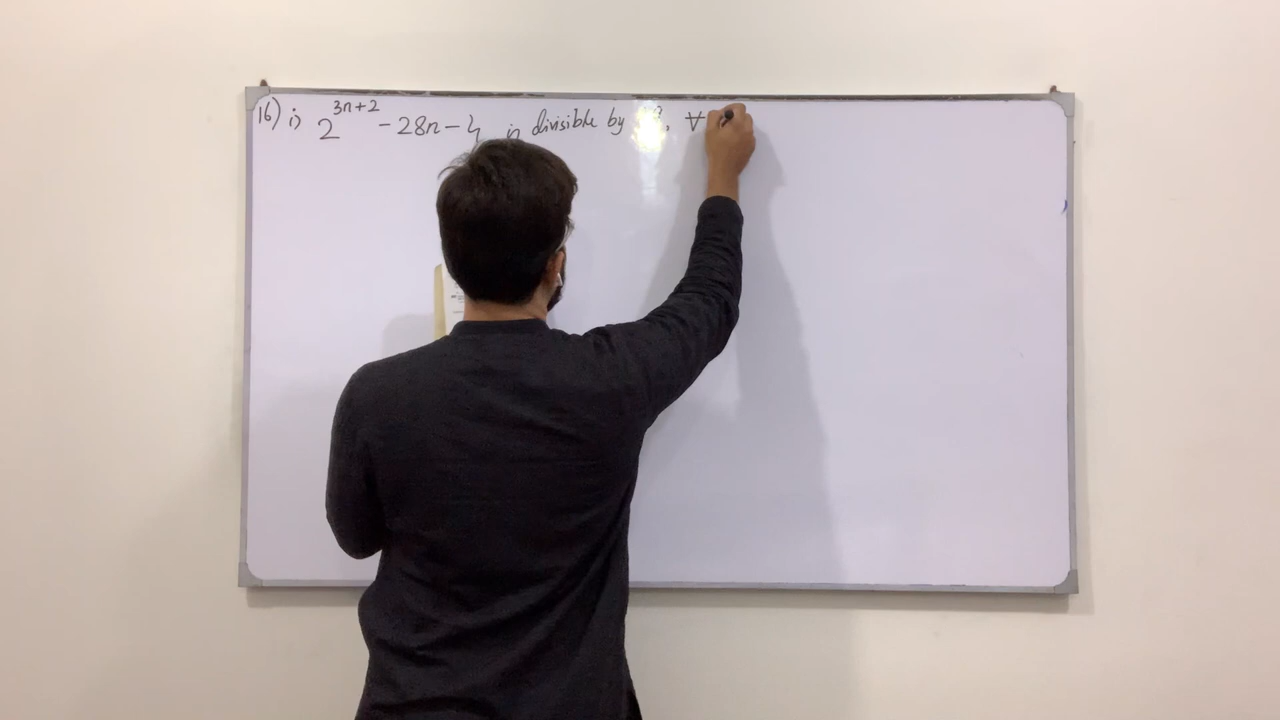 16) i) 2^{3n+2} - 28n - 4 is divisible by ∀